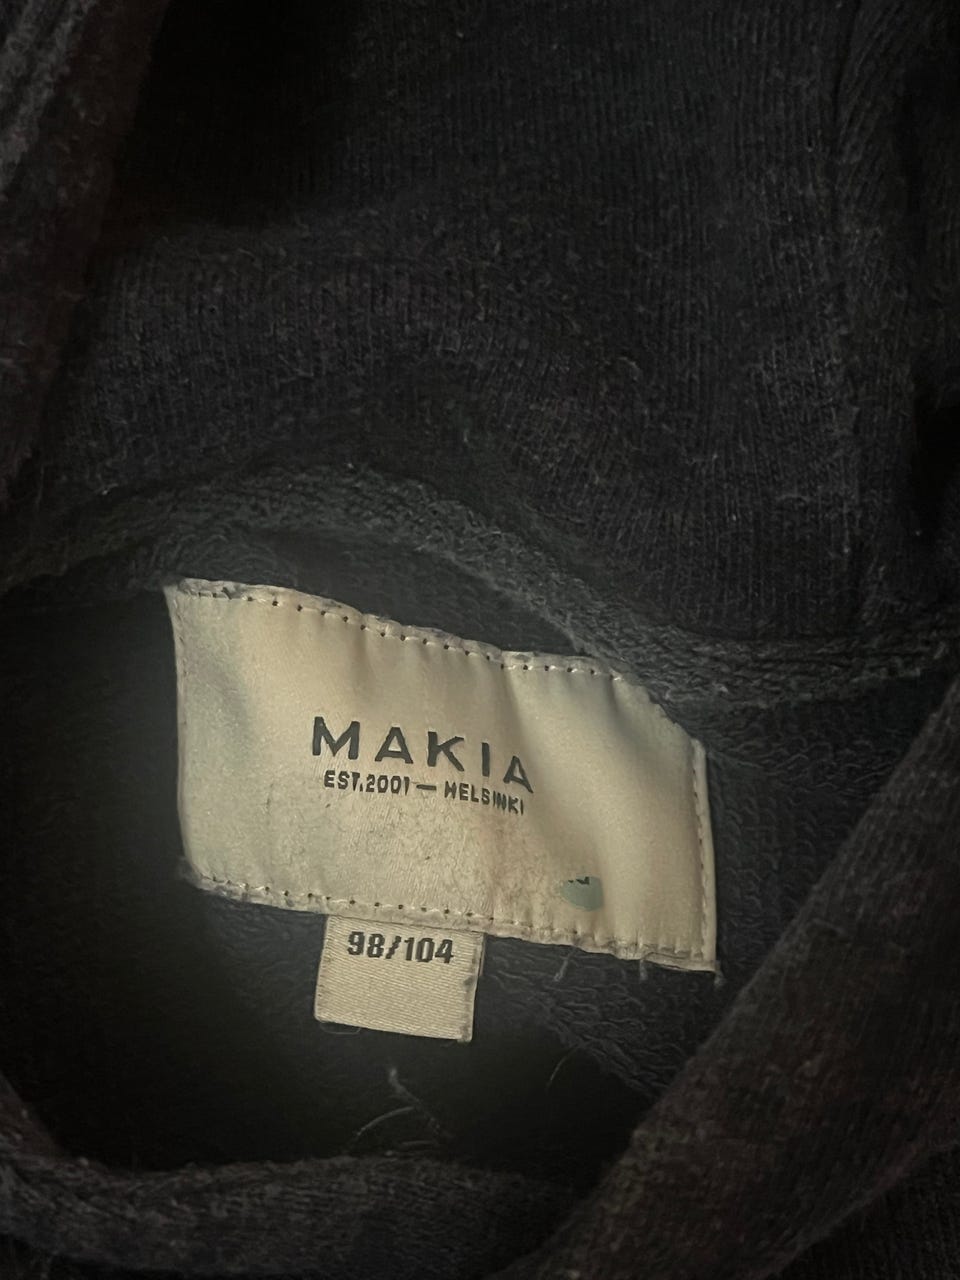 MAKIA
EST.2001 — HELSINKI
98/104